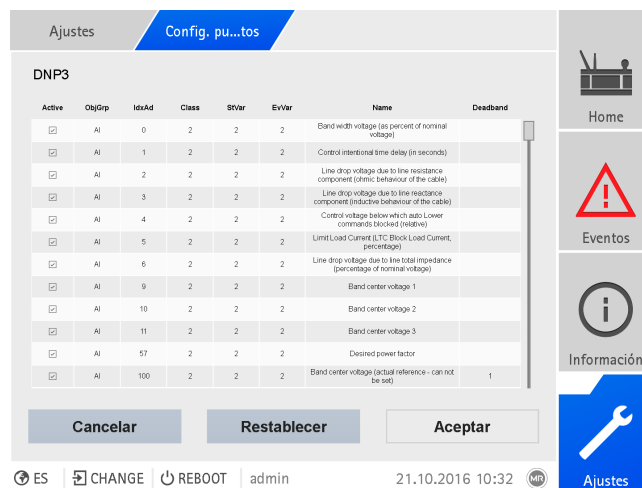 Ajustes
Config. pu...tos
DNP3
Active ObjGrp IdxAd Class StVar EvVar Name Deadband
AI 0 2 2 2 Band width voltage (as percent of nominal
voltage)
AI 1 2 2 2 Control intentional time delay (in seconds)
AI 2 2 2 2 Line drop voltage due to line resistance
component (ohmic behaviour of the cable)
AI 3 2 2 2 Line drop voltage due to line reactance
component (inductive behaviour of the cable)
AI 4 2 2 2 Control voltage below which auto Lower
commands blocked (relative)
AI 5 2 2 2 Limit Load Current (LTC Block Load Current,
percentage)
AI 6 2 2 2 Line drop voltage due to line total impedance
(percentage of nominal voltage)
AI 9 2 2 2 Band center voltage 1
AI 10 2 2 2 Band center voltage 2
AI 11 2 2 2 Band center voltage 3
AI 57 2 2 2 Desired power factor
AI 100 2 2 2 Band center voltage (actual reference - can not
be set) 1
Cancelar
Restablecer
Aceptar
ES CHANGE REBOOT admin 21.10.2016 10:32 MR
Home
Eventos
Información
Ajustes